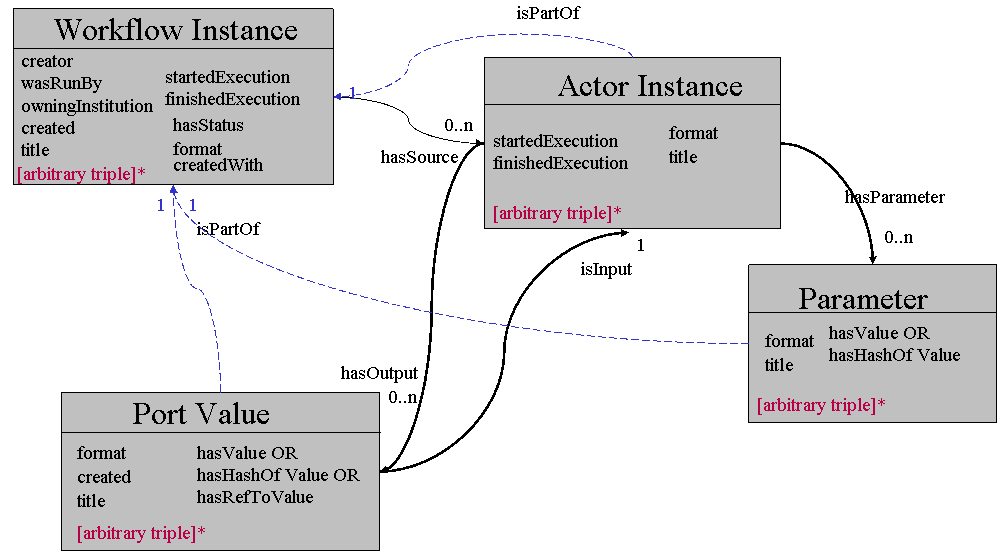 isPartOf
Workflow Instance
creator
wasRunBy
owningInstitution
created
title
startedExecution
finishedExecution
hasStatus
format
createdWith
[arbitrary triple]*
1
0..n
hasSource
Actor Instance
startedExecution
finishedExecution
format
title
[arbitrary triple]*
hasParameter
0..n
1
1
isPartOf
1
isInput
Parameter
format
title
hasValue OR
hasHashOf Value
[arbitrary triple]*
hasOutput
0..n
Port Value
format
created
title
hasValue OR
hasHashOf Value OR
hasRefToValue
[arbitrary triple]*